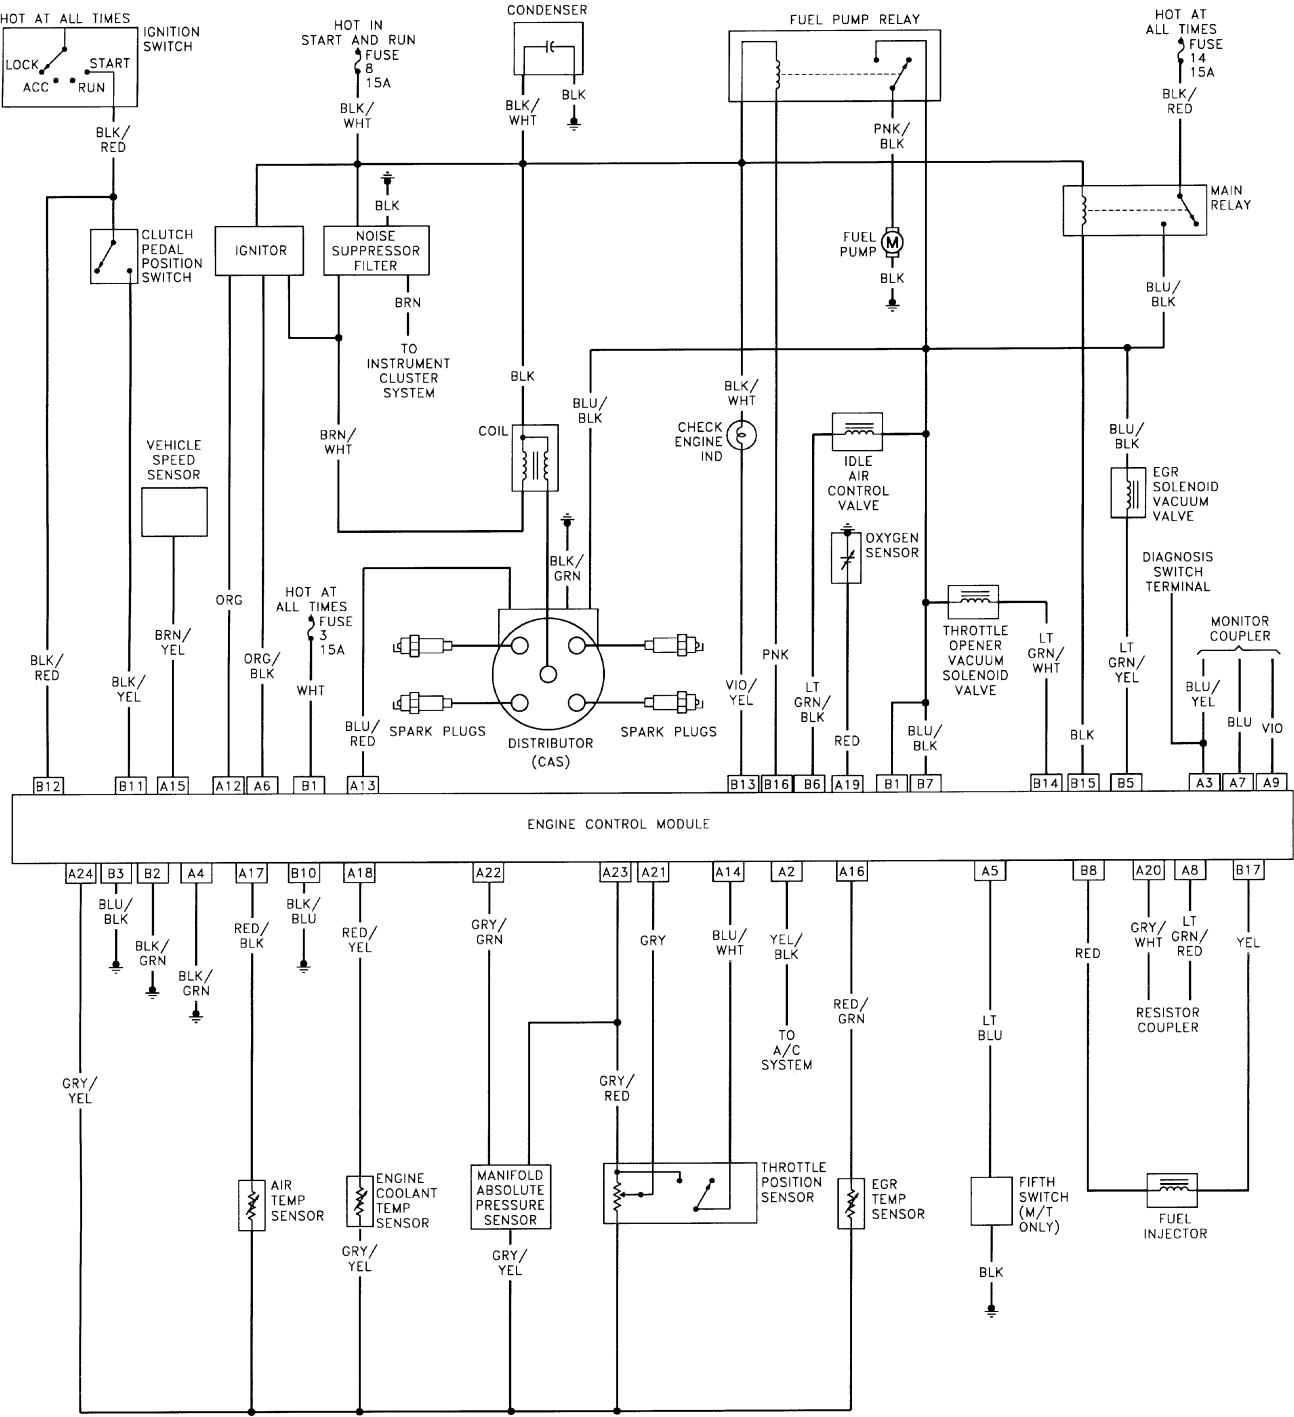 HOT AT ALL TIMES
IGNITION
SWITCH
LOCK
START
ACC
RUN
BLK/
RED
HOT IN
START AND RUN
FUSE
8
15A
BLK/
WHT
CONDENSER
BLK/
WHT
BLK
FUEL PUMP RELAY
PNK/
BLK
HOT AT
ALL TIMES
FUSE
14
15A
BLK/
RED
MAIN
RELAY
CLUTCH
PEDAL
POSITION
SWITCH
IGNITOR
BLK
NOISE
SUPPRESSOR
FILTER
BRN
TO
INSTRUMENT
CLUSTER
SYSTEM
FUEL
PUMP
M
BLK
BLU/
BLK
BLK
BLU/
BLK
BLK/
WHT
CHECK
ENGINE
IND
BRN/
WHT
COIL
IDLE
AIR
CONTROL
VALVE
BLU/
BLK
EGR
SOLENOID
VACUUM
VALVE
VEHICLE
SPEED
SENSOR
OXYGEN
SENSOR
BLK/
GRN
DIAGNOSIS
SWITCH
TERMINAL
HOT AT
ALL TIMES
FUSE
3
15A
ORG
BRN/
YEL
ORG/
BLK
WHT
BLK/
RED
BLK/
YEL
BLU/
RED
SPARK PLUGS
DISTRIBUTOR
(CAS)
SPARK PLUGS
VIO/
YEL
PNK
LT
GRN/
BLK
RED
BLU/
BLK
THROTTLE
OPENER
VACUUM
SOLENOID
VALVE
LT
GRN/
WHT
BLK
LT
GRN/
YEL
MONITOR
COUPLER
BLU/
YEL
BLU
VIO
B12
B11
A15
A12
A6
B1
A13
B13
B16
B6
A19
B1
B7
B14
B15
B5
A3
A7
A9
ENGINE CONTROL MODULE
A24
B3
B2
A4
A17
B10
A18
A22
A23
A21
A14
A2
A16
A5
B8
A20
A8
B17
BLU/
BLK
BLK/
GRN
BLK/
GRN
RED/
BLK
BLK/
BLU
RED/
YEL
GRY/
GRN
GRY
BLU/
WHT
YEL/
BLK
TO
A/C
SYSTEM
RED/
GRN
LT
BLU
RED
GRY/
WHT
LT
GRN/
RED
YEL
RESISTOR
COUPLER
GRY/
YEL
GRY/
RED
AIR
TEMP
SENSOR
ENGINE
COOLANT
TEMP
SENSOR
GRY/
YEL
MANIFOLD
ABSOLUTE
PRESSURE
SENSOR
GRY/
YEL
THROTTLE
POSITION
SENSOR
EGR
TEMP
SENSOR
FIFTH
SWITCH
(M/T
ONLY)
BLK
FUEL
INJECTOR